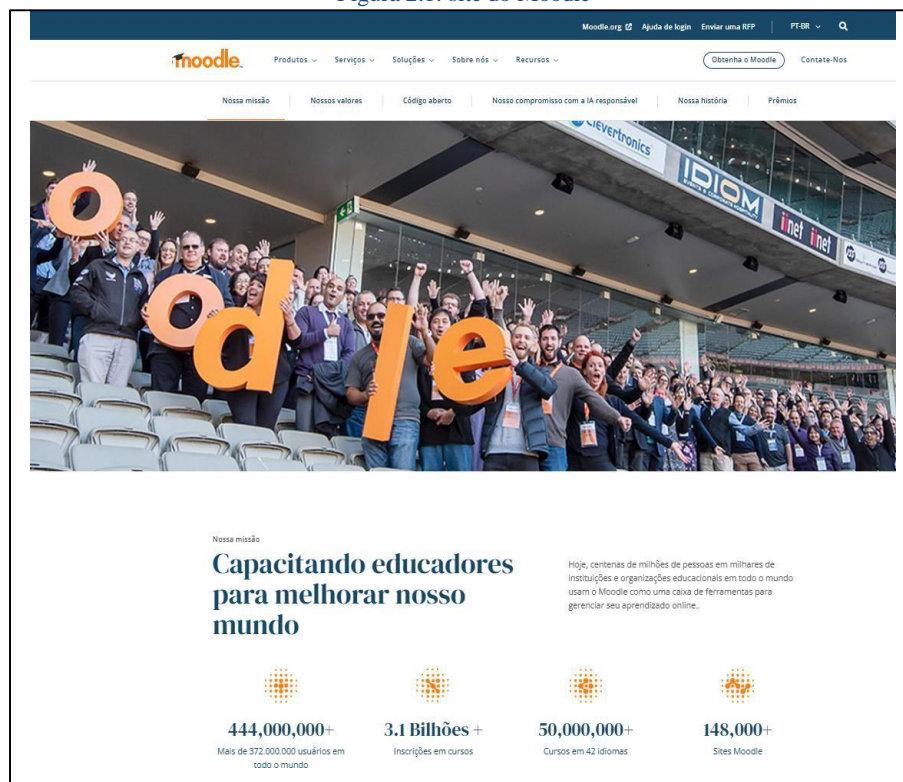 Figura 2.1: site do Moodle
Moodle.org Ajuda de login Enviar uma RFP PT-BR
moodle Produtos Serviços Soluções Sobre nós Recursos Obtenha o Moodle Contate-Nos
Nossa missão Nossos valores Código aberto Nosso compromisso com a IA responsável Nossa história Prêmios
Clevertronics
IDIOM
iinet iinet
o
o d l e
Nossa missão
Capacitando educadores
para melhorar nosso
mundo
Hoje, centenas de milhões de pessoas em milhares de
instituições e organizações educacionais em todo o mundo
usam o Moodle como uma caixa de ferramentas para
gerenciar seu aprendizado online..
444,000,000+
Mais de 372.000.000 usuários em
todo o mundo
3.1 Bilhões +
Inscrições em cursos
50,000,000+
Cursos em 42 idiomas
148,000+
Sites Moodle